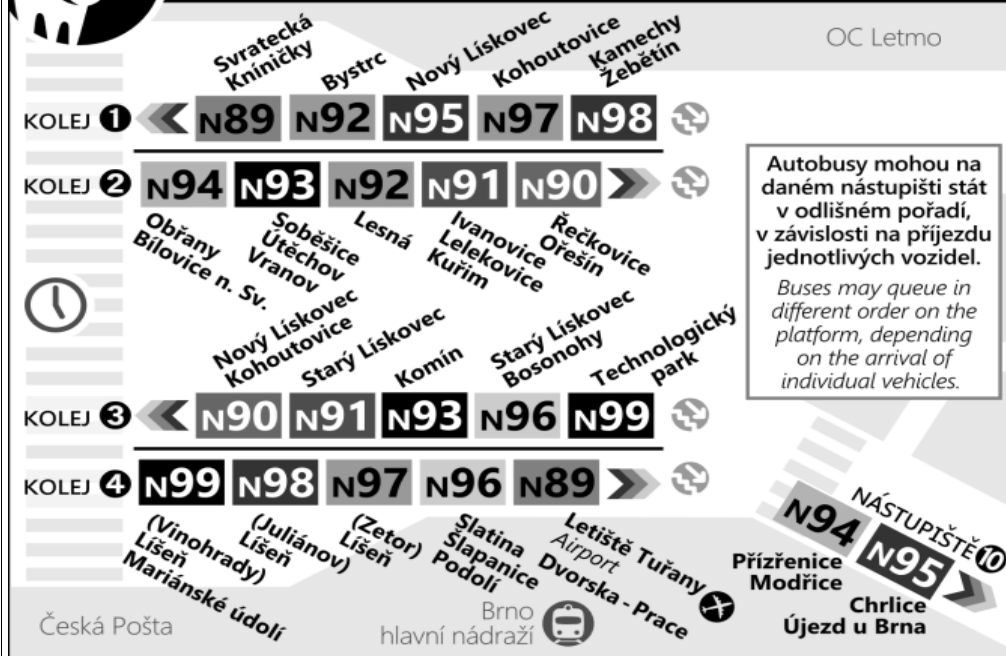 OC Letmo
Svratecká
Kníničky
Bystrc
Nový Lískovec
Kohoutovice
Kamechy
Žebětín
KOLEJ 1 N89 N92 N95 N97 N98
KOLEJ 2 N94 N93 N92 N91 N90
Obřany
Bílovice n. Sv.
Soběšice
Útěchov
Vranov
Lesná
Ivanovice
Lelekovice
Kuřim
Řečkovice
Ořešín
Autobusy mohou na
daném nástupišti stát
v odlišném pořadí,
v závislosti na příjezdu
jednotlivých vozidel.
Buses may queue in
different order on the
platform, depending
on the arrival of
individual vehicles.
Nový Lískovec
Kohoutovice
Starý Lískovec
Komín
Starý Lískovec
Bosonohy
Technologický
park
KOLEJ 3 N90 N91 N93 N96 N99
KOLEJ 4 N99 N98 N97 N96 N89
(Vinohrady)
Líšeň
Mariánské údolí
(Juliánov)
Líšeň
(Zetor)
Líšeň
Slatina
Šlapanice
Podolí
Letiště Tuřany
Airport
Dvorska - Prace
NÁSTUPIŠTĚ 10
N94 N95
Přízřenice
Modřice
Chrlice
Újezd u Brna
Česká Pošta
Brno
hlavní nádraží